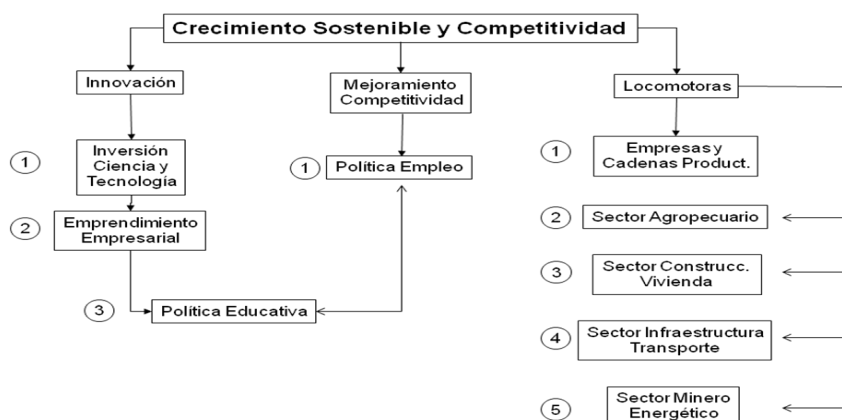 Crecimiento Sostenible y Competitividad
Innovación
Mejoramiento
Competitividad
Locomotoras
1
Inversión
Ciencia y
Tecnología
1
Política Empleo
1
Empresas y
Cadenas Product.
2
Emprendimiento
Empresarial
2
Sector Agropecuario
3
Política Educativa
3
Sector Construcc.
Vivienda
4
Sector Infraestructura
Transporte
5
Sector Minero
Energético